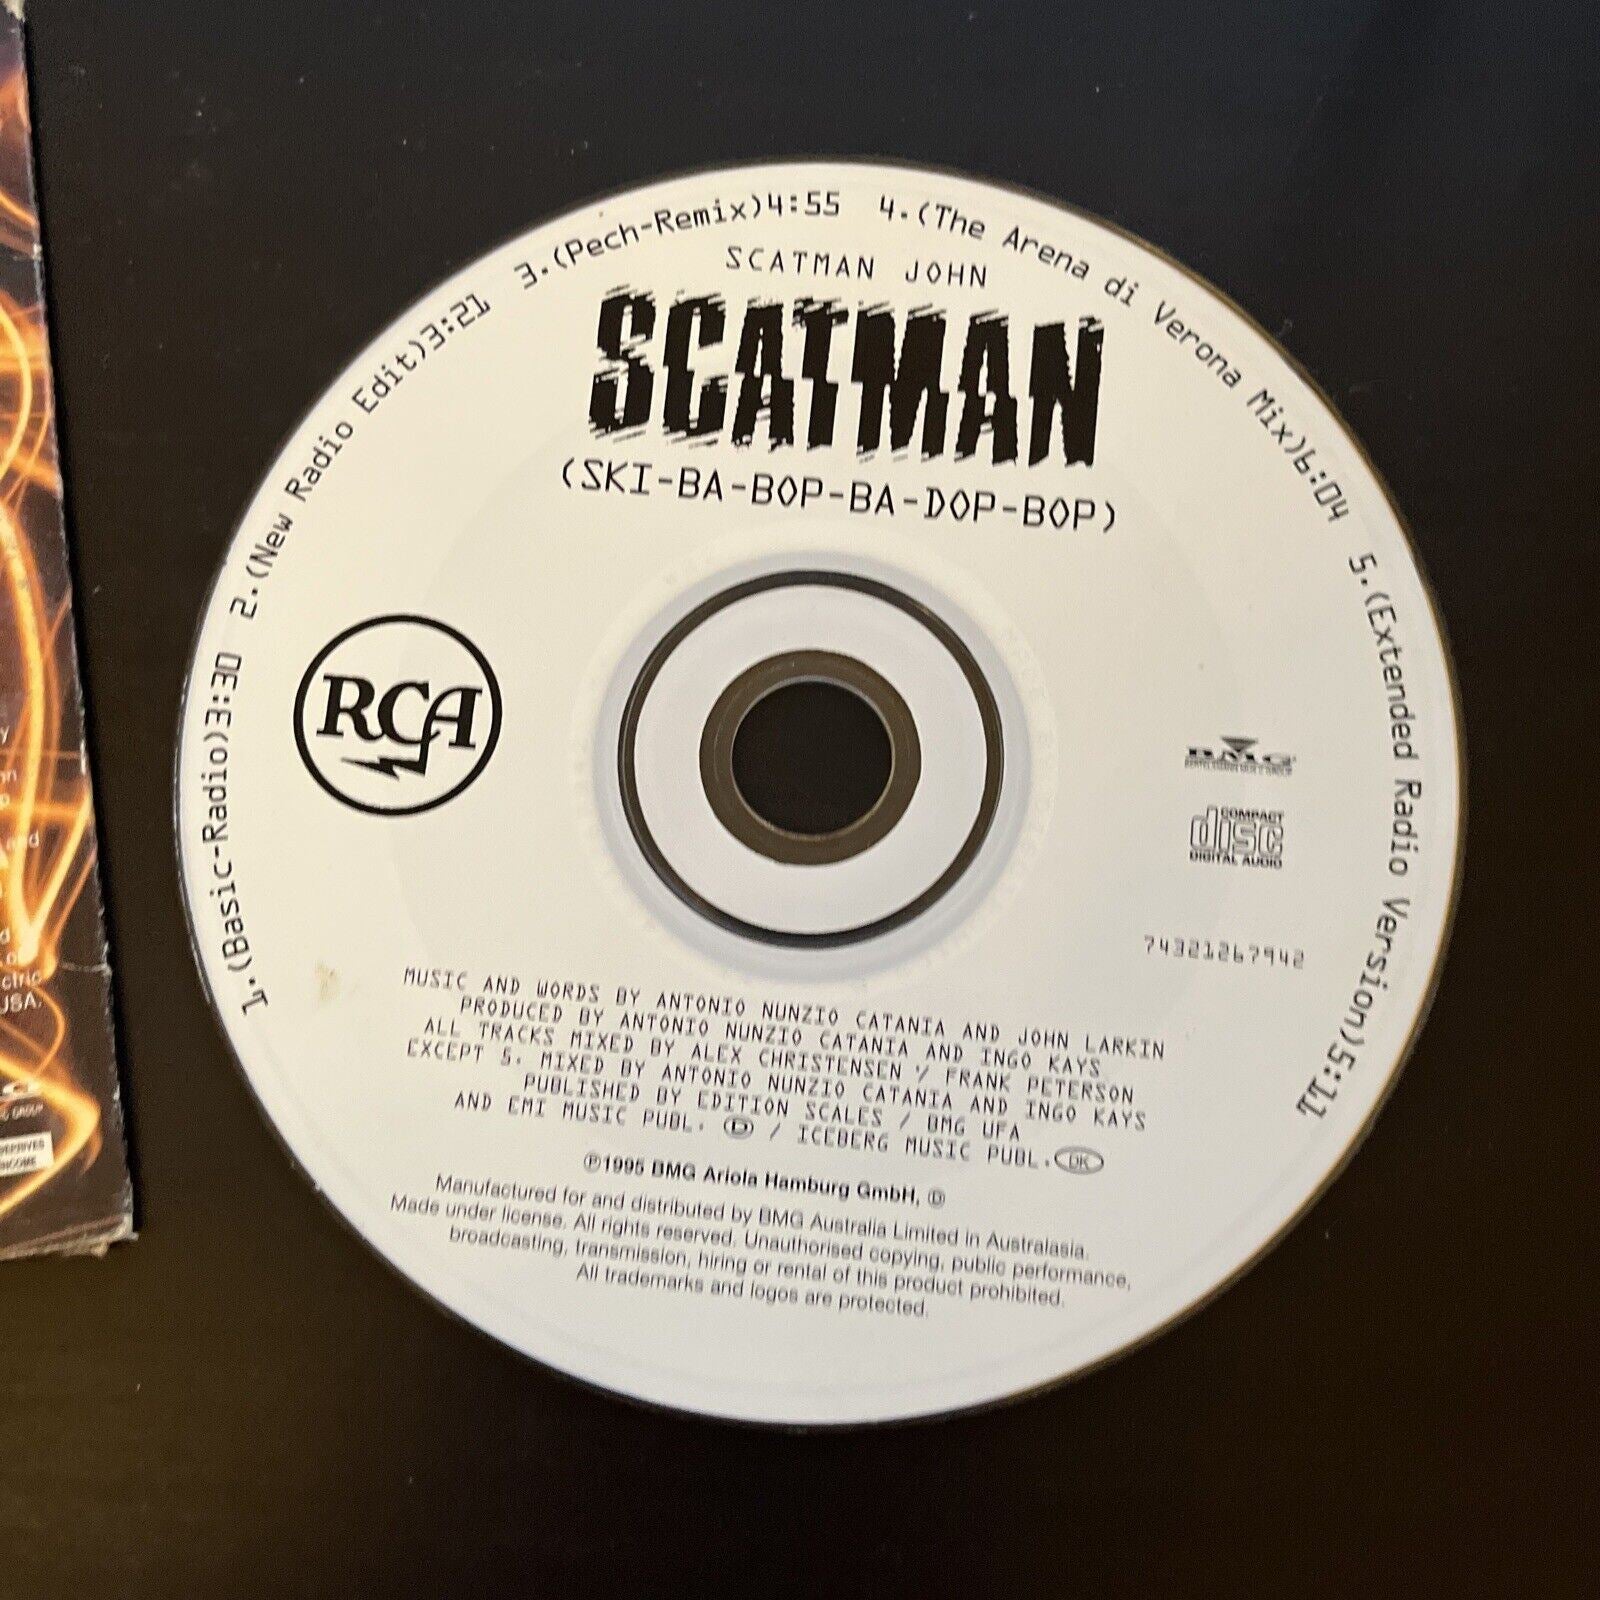 1.(Basic-Radio)3:30 2.(New Radio Edit)3:21 3.(Pech-Remix)4:55 4.(The Arena di Verona Mix)6:04 5.(Extended Radio Version)5:11
SCATMAN JOHN
SCATMAN
(SKI-BA-BOP-BA-DOP-BOP)
RCA
BMG
BERTELSMANN MUSIC GROUP
COMPACT
disc
DIGITAL AUDIO
74321267942
MUSIC AND WORDS BY ANTONIO NUNZIO CATANIA AND JOHN LARKIN
PRODUCED BY ANTONIO NUNZIO CATANIA AND INGO KAYS
ALL TRACKS MIXED BY ALEX CHRISTENSEN / FRANK PETERSON
EXCEPT 5. MIXED BY ANTONIO NUNZIO CATANIA AND INGO KAYS
PUBLISHED BY EDITION SCALES / BMG UFA
AND EMI MUSIC PUBL. D / ICEBERG MUSIC PUBL. DK
℗1995 BMG Ariola Hamburg GmbH, D
Manufactured for and distributed by BMG Australia Limited in Australasia.
Made under license. All rights reserved. Unauthorised copying, public performance,
broadcasting, transmission, hiring or rental of this product prohibited.
All trademarks and logos are protected.
ctric
USA.
GROUP